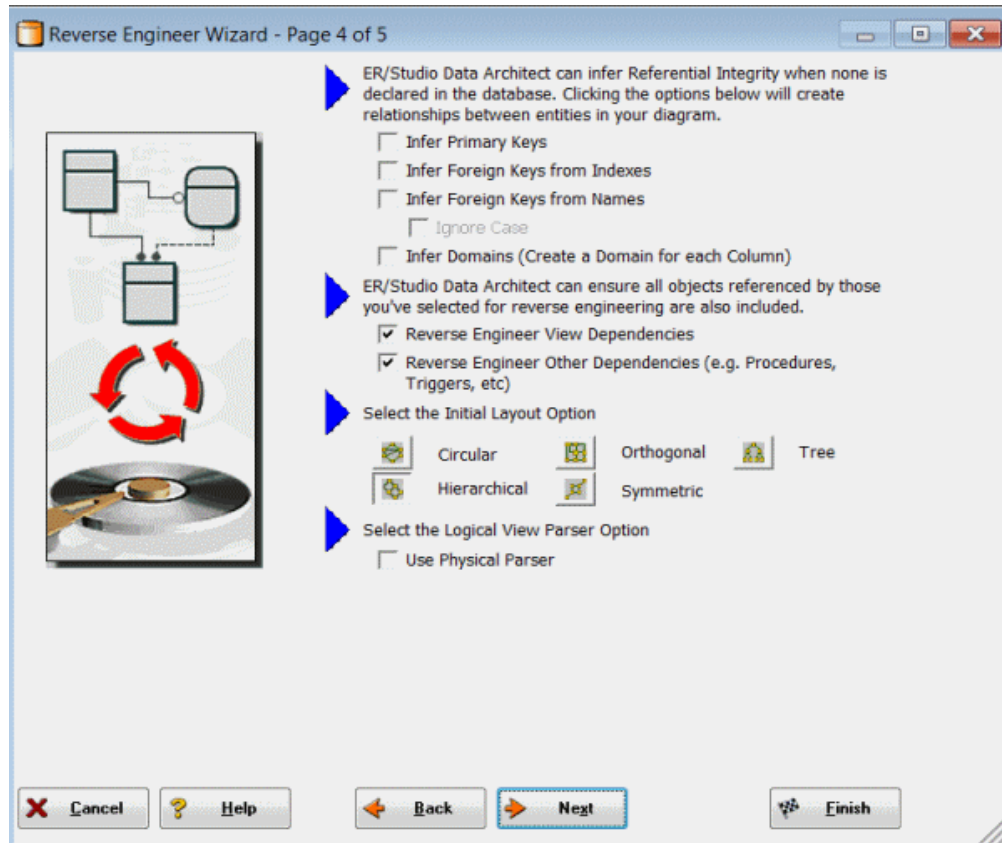 Reverse Engineer Wizard - Page 4 of 5
ER/Studio Data Architect can infer Referential Integrity when none is
declared in the database. Clicking the options below will create
relationships between entities in your diagram.
Infer Primary Keys
Infer Foreign Keys from Indexes
Infer Foreign Keys from Names
Ignore Case
Infer Domains (Create a Domain for each Column)
ER/Studio Data Architect can ensure all objects referenced by those
you've selected for reverse engineering are also included.
Reverse Engineer View Dependencies
Reverse Engineer Other Dependencies (e.g. Procedures,
Triggers, etc)
Select the Initial Layout Option
Circular Orthogonal Tree
Hierarchical Symmetric
Select the Logical View Parser Option
Use Physical Parser
Cancel Help Back Next Finish